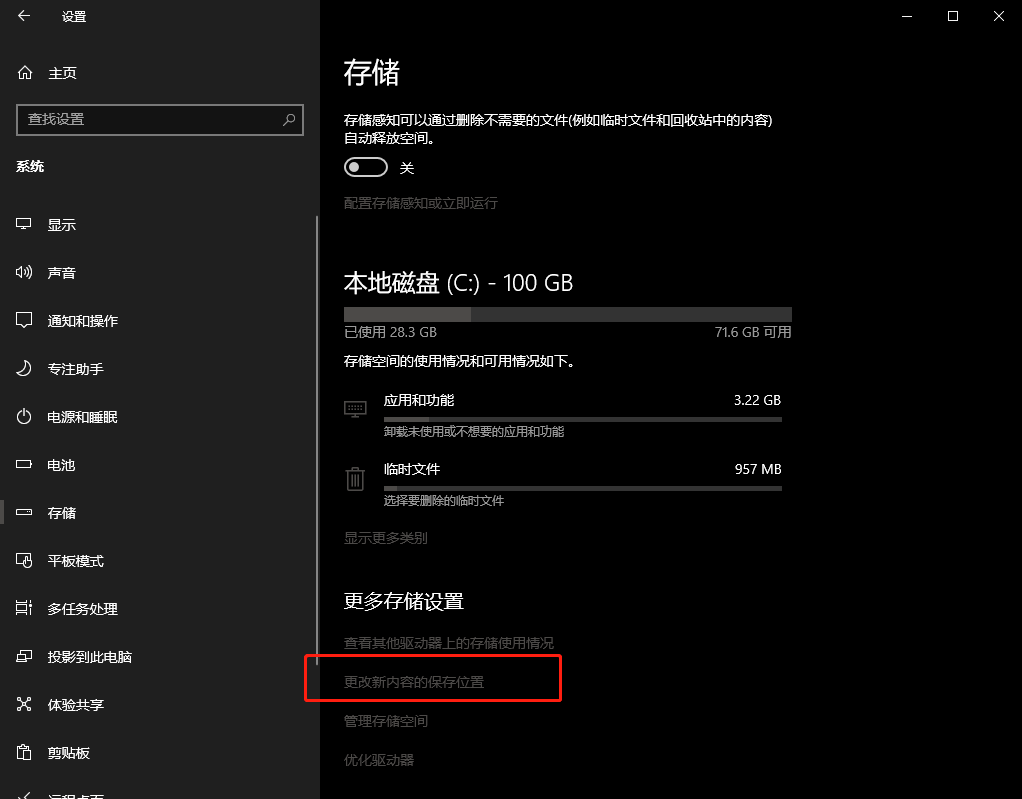 设置
主页
查找设置
系统
显示
声音
通知和操作
专注助手
电源和睡眠
电池
存储
平板模式
多任务处理
投影到此电脑
体验共享
剪贴板
远程桌面
存储
存储感知可以通过删除不需要的文件(例如临时文件和回收站中的内容)
自动释放空间。
关
配置存储感知或立即运行
本地磁盘 (C:) - 100 GB
已使用 28.3 GB 71.6 GB 可用
存储空间的使用情况和可用情况如下。
应用和功能 3.22 GB
卸载未使用或不想要的应用和功能
临时文件 957 MB
选择要删除的临时文件
显示更多类别
更多存储设置
查看其他驱动器上的存储使用情况
更改新内容的保存位置
管理存储空间
优化驱动器